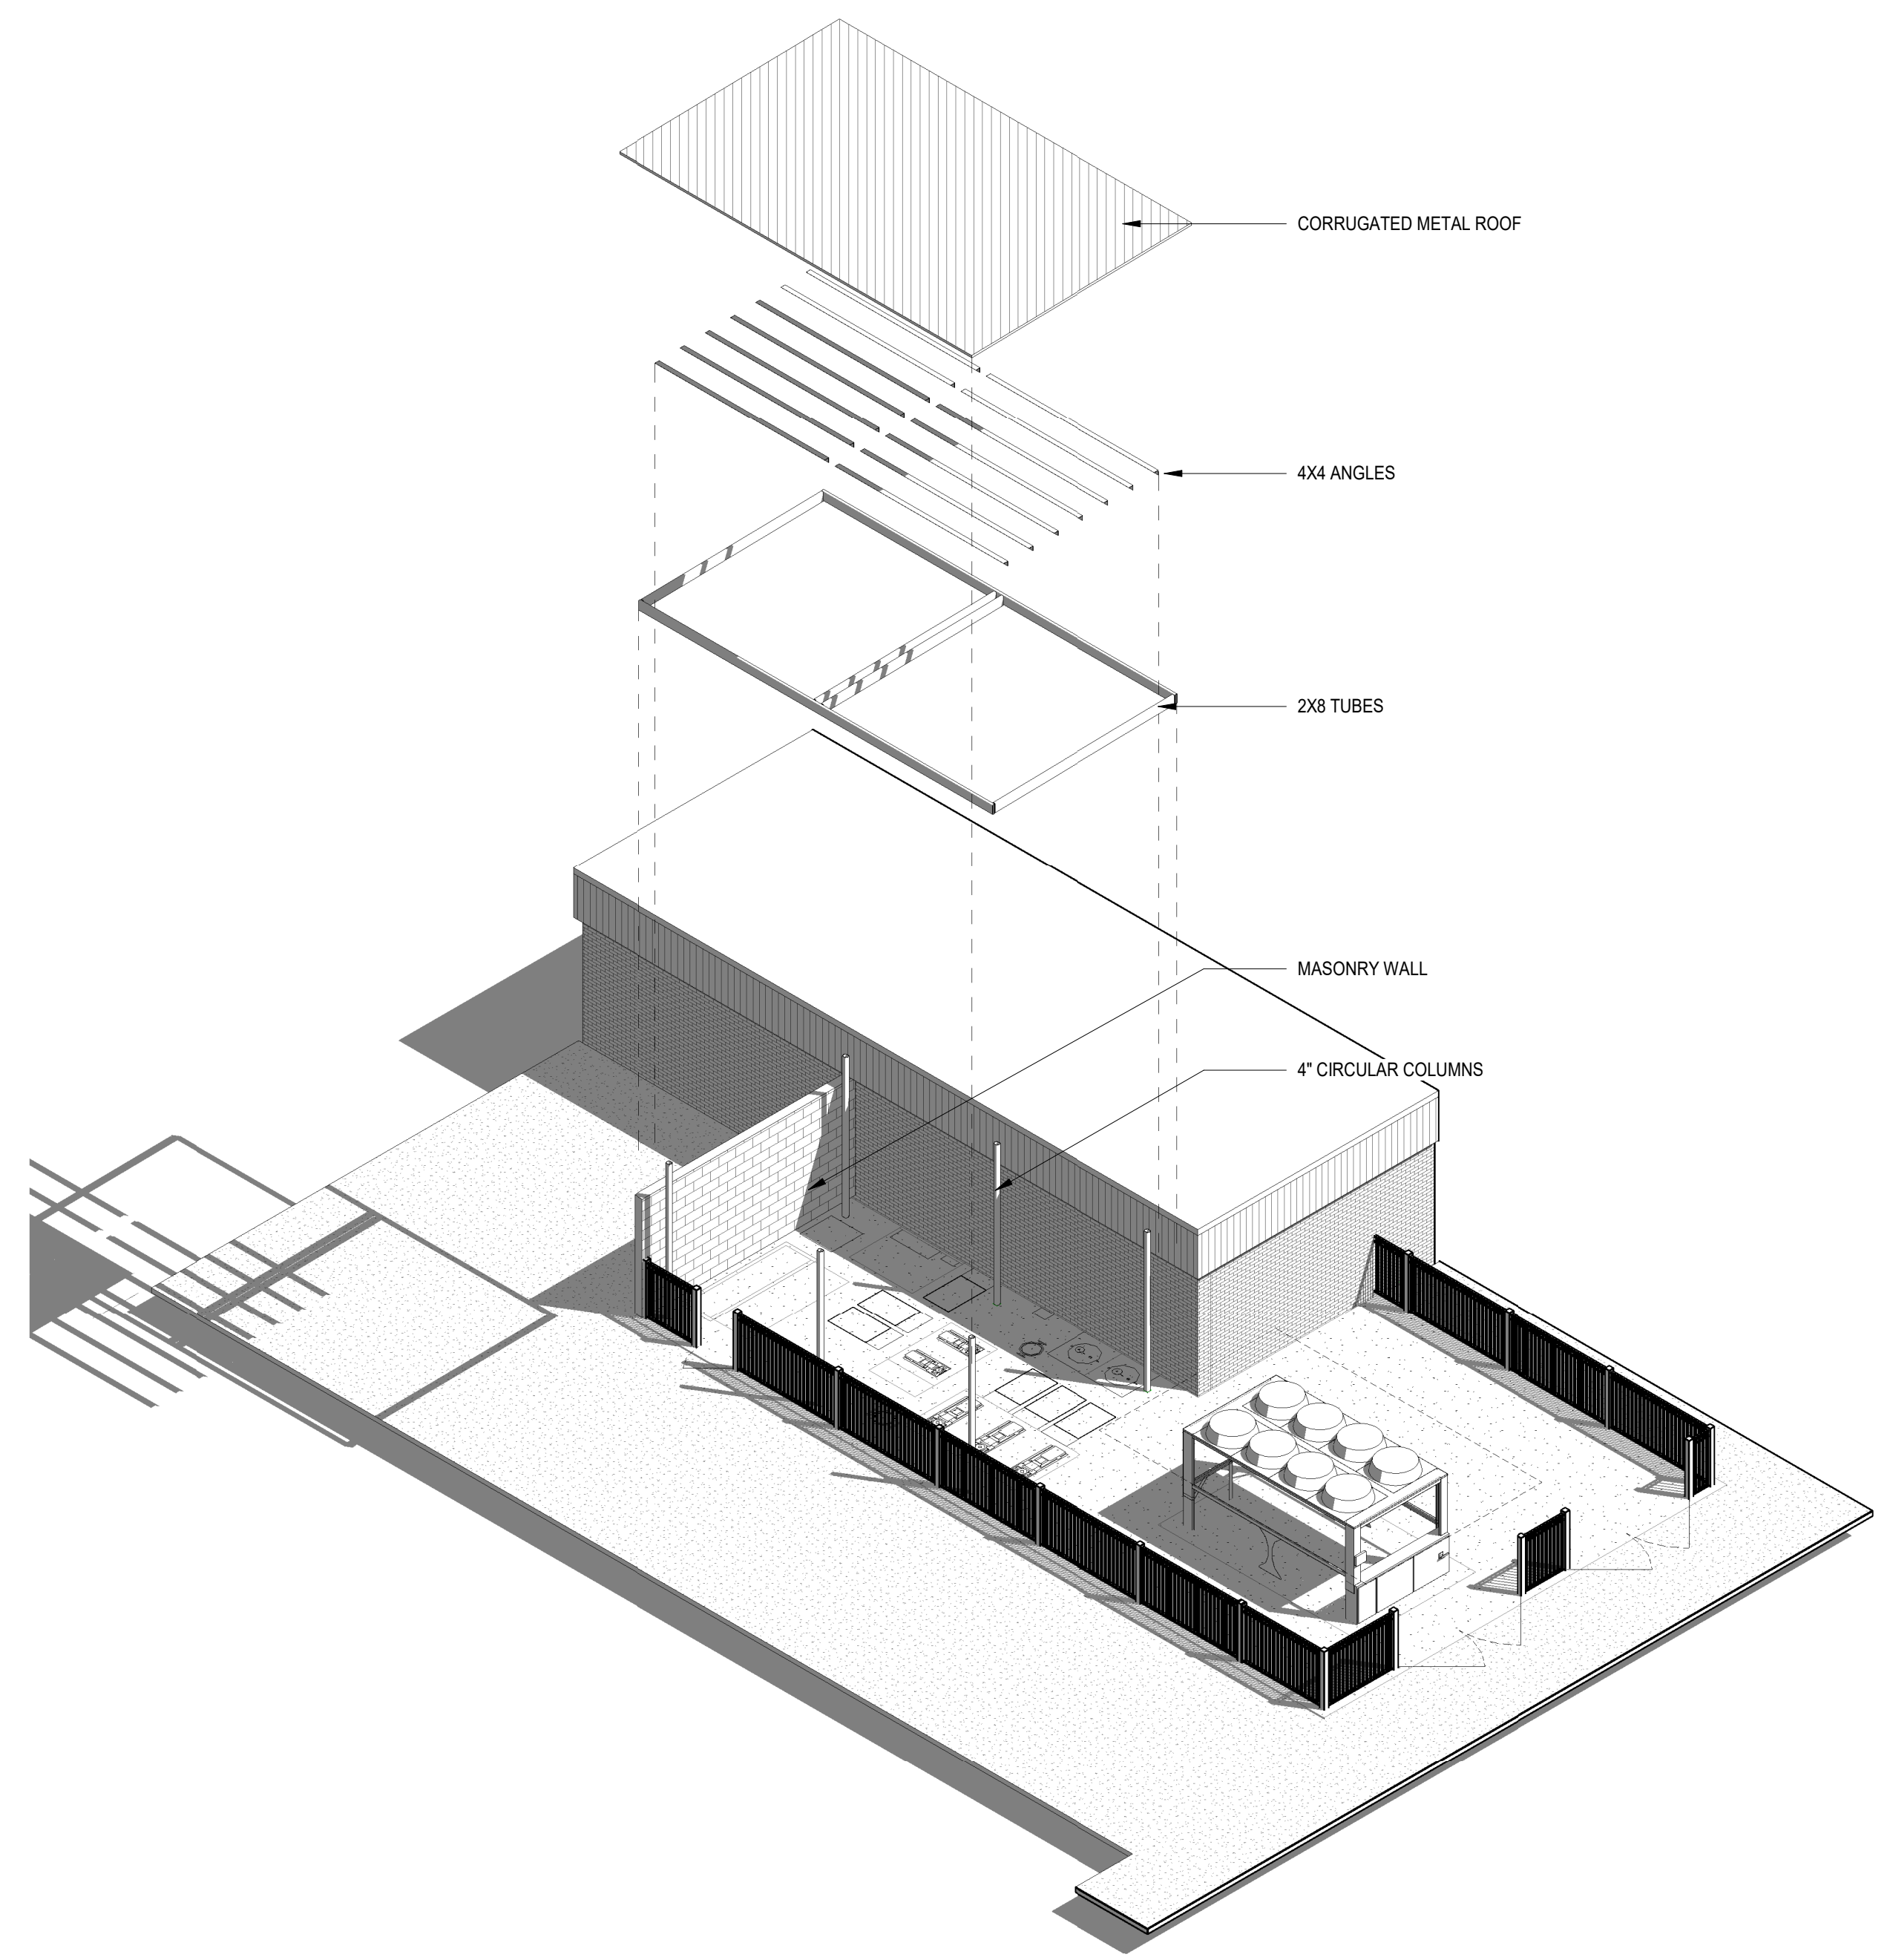 CORRUGATED METAL ROOF
4X4 ANGLES
2X8 TUBES
MASONRY WALL
4" CIRCULAR COLUMNS